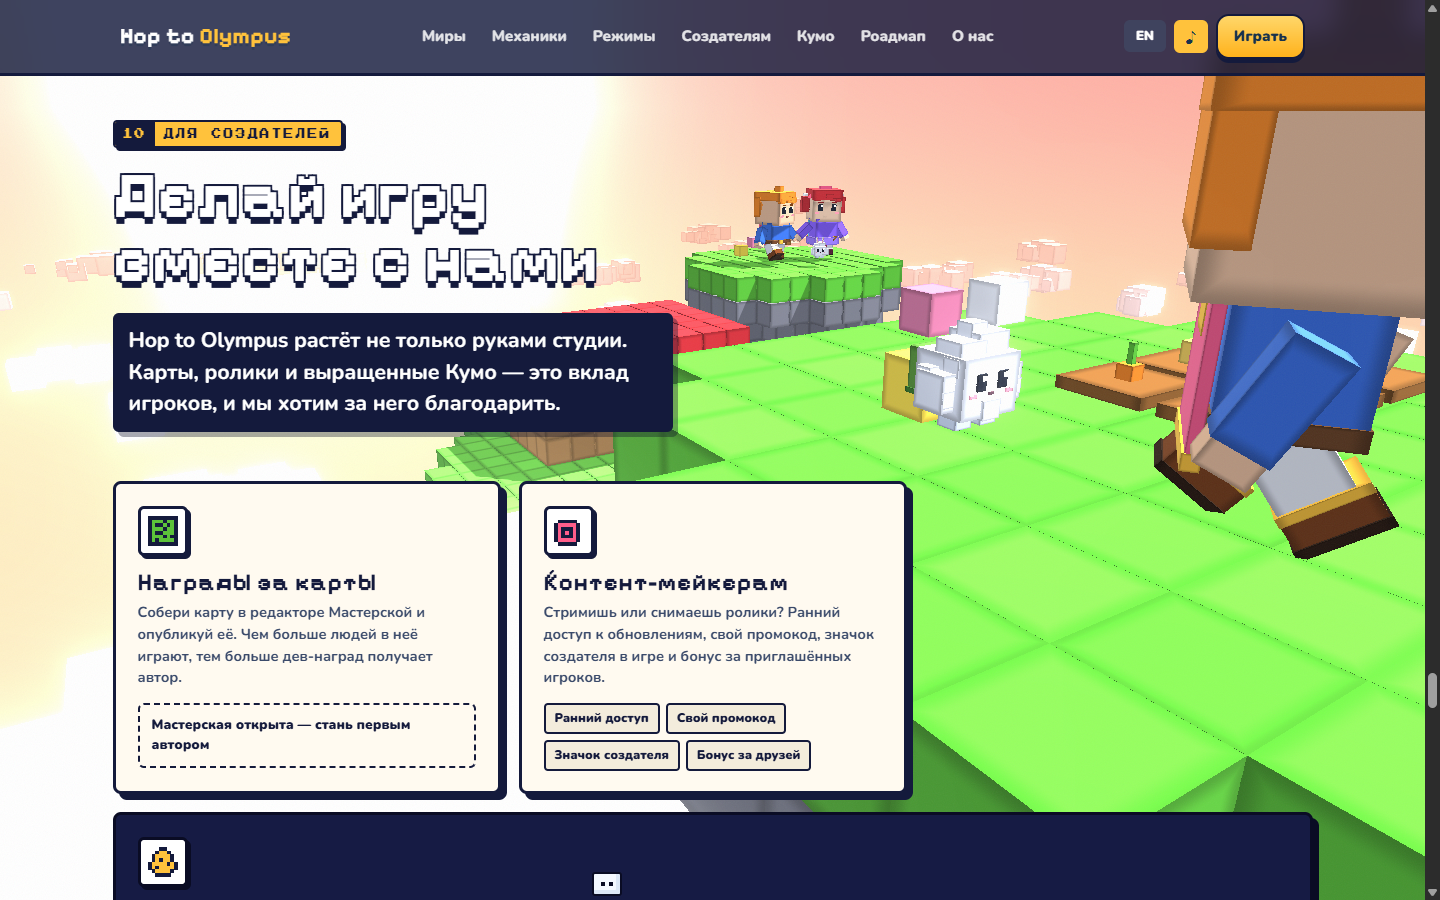 Hop to Olympus
Миры Механики Режимы Создателям Кумо Роадмап О нас
EN
Играть
10 ДЛЯ СОЗДАТЕЛЕЙ
Делай игру
вместе с нами
Hop to Olympus растёт не только руками студии.
Карты, ролики и выращенные Кумо — это вклад
игроков, и мы хотим за него благодарить.
Награды за карты
Собери карту в редакторе Мастерской и
опубликуй её. Чем больше людей в неё
играют, тем больше дев-наград получает
автор.
Мастерская открыта — стань первым
автором
Контент-мейкерам
Стримишь или снимаешь ролики? Ранний
доступ к обновлениям, свой промокод, значок
создателя в игре и бонус за приглашённых
игроков.
Ранний доступ
Свой промокод
Значок создателя
Бонус за друзей